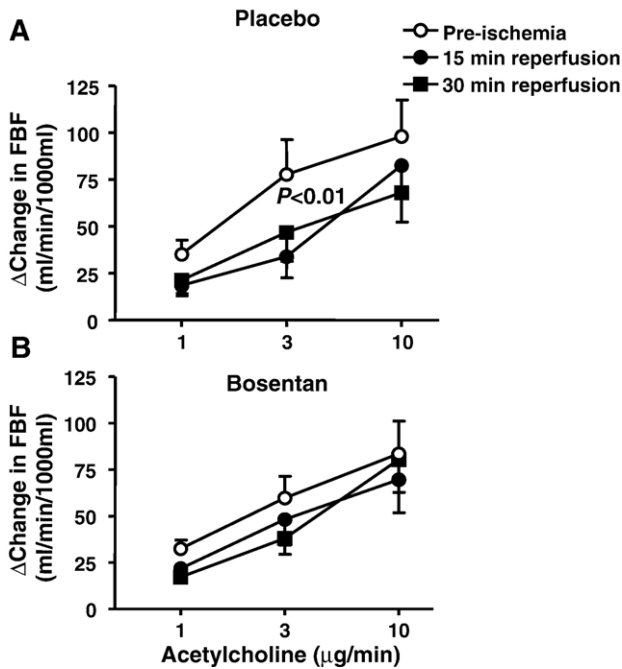 A
Placebo
Pre-ischemia
15 min reperfusion
30 min reperfusion
ΔChange in FBF
(ml/min/1000ml)
125
100
75
50
25
0
P<0.01
1 3 10
B
Bosentan
ΔChange in FBF
(ml/min/1000ml)
125
100
75
50
25
0
1 3 10
Acetylcholine (μg/min)